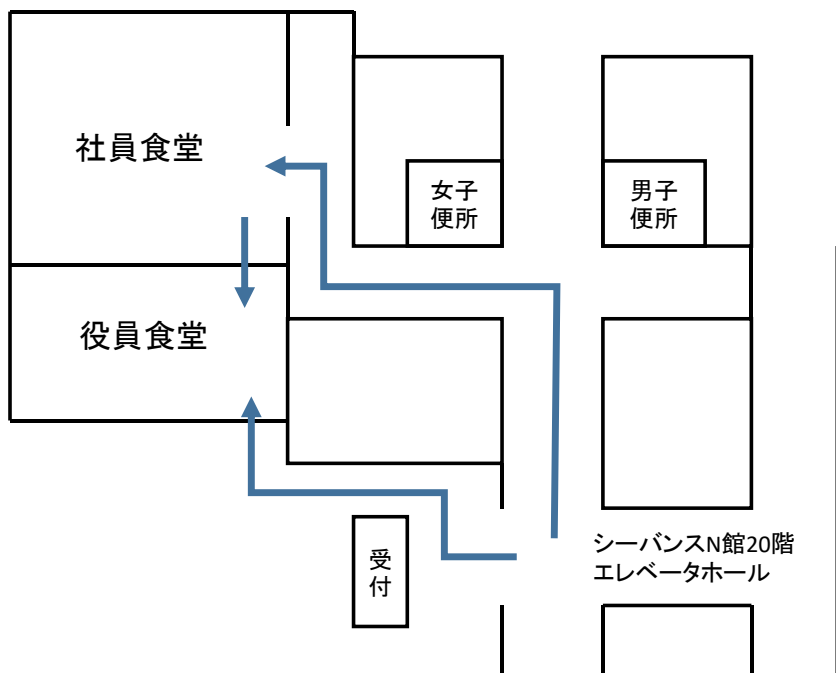 社員食堂
女子
便所
男子
便所
役員食堂
シーバンスN館20階
エレベータホール
受
付